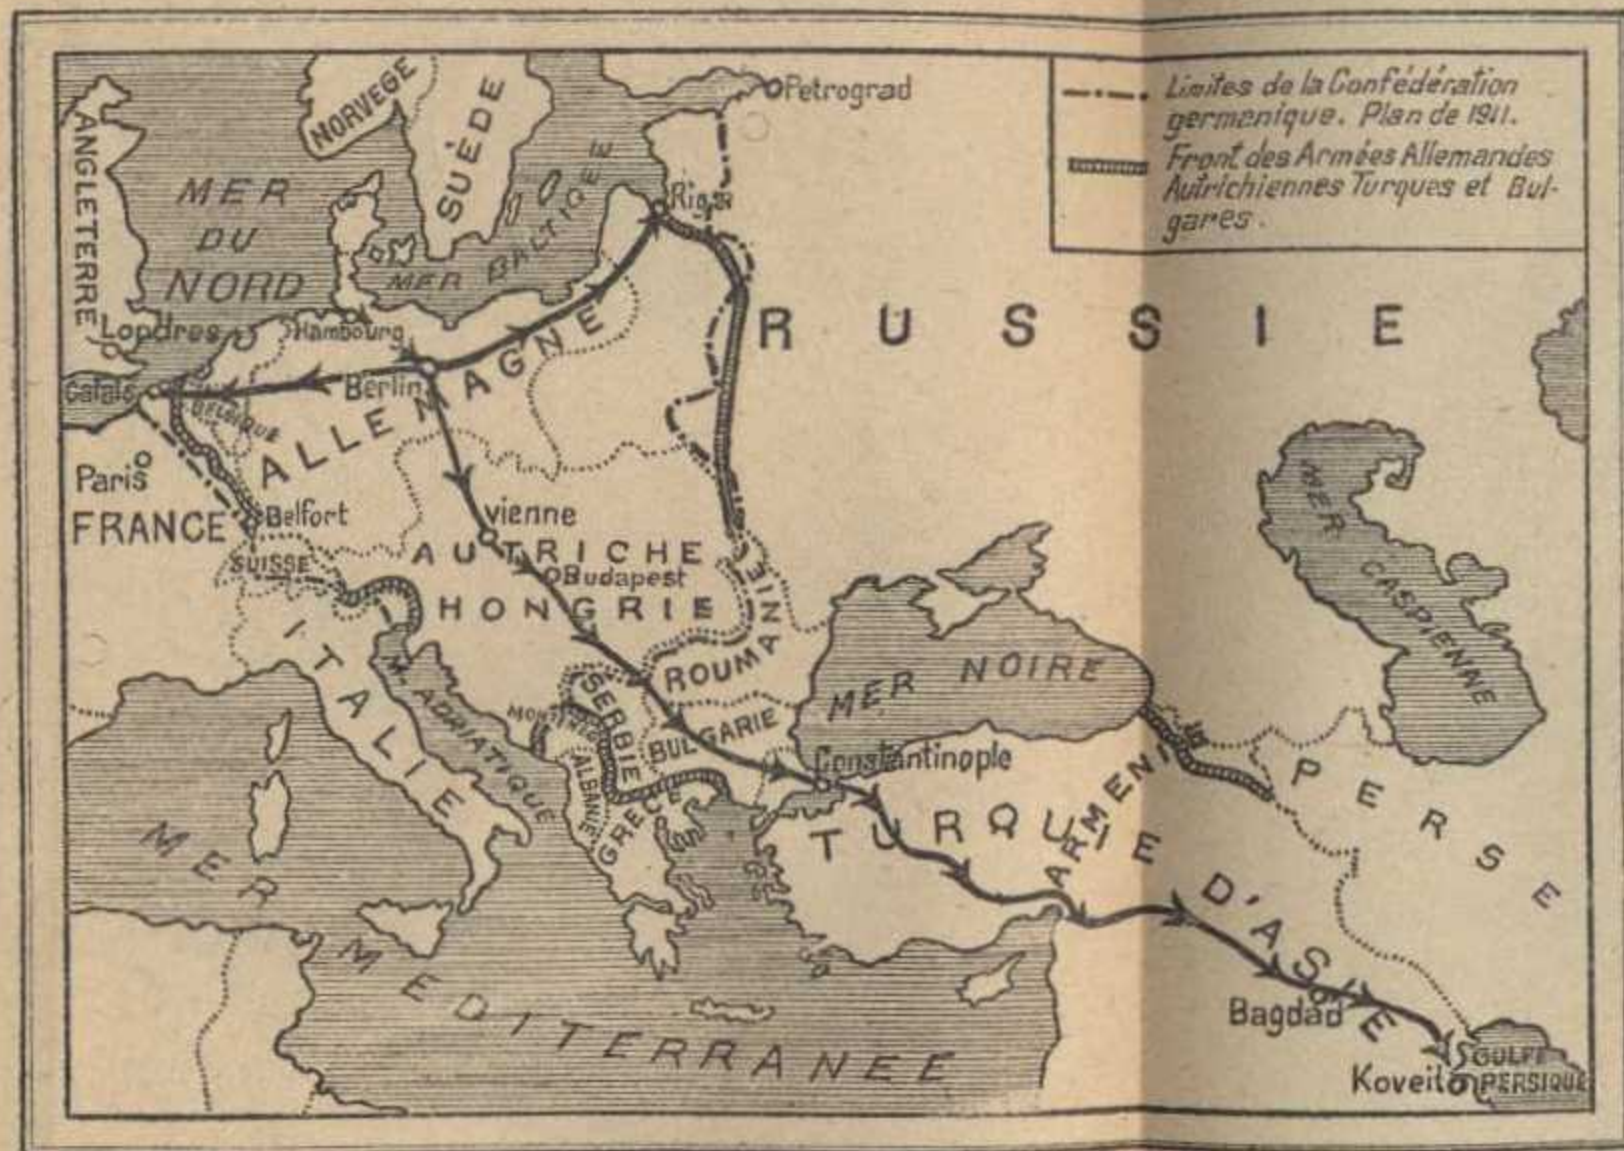 Limites de la Confédération
germanique. Plan de 1911.
Front des Armées Allemandes
Autrichiennes Turques et Bul-
gares.
NORVEGE
SUÉDE
Petrograd
ANGLETERRE
MER
DU
NORD
MER BALTIQUE
Riga
RUSSIE
Londres
Hambourg
Calais
Berlin
BELGIQUE
ALLEMAGNE
Paris
FRANCE
Belfort
Vienne
SUISSE
AUTRICHE
Budapest
HONGRIE
ROUMANIE
ITALIE
M. ADRIATIQUE
SERBIE
BULGARIE
ALBANIE
GRECE
MER NOIRE
MER CASPIENNE
Constantinople
ARMENIE
PERSE
TURQUIE D'ASIE
MER MEDITERRANEE
Bagdad
Koveit
GOLFE
PERSIQUE